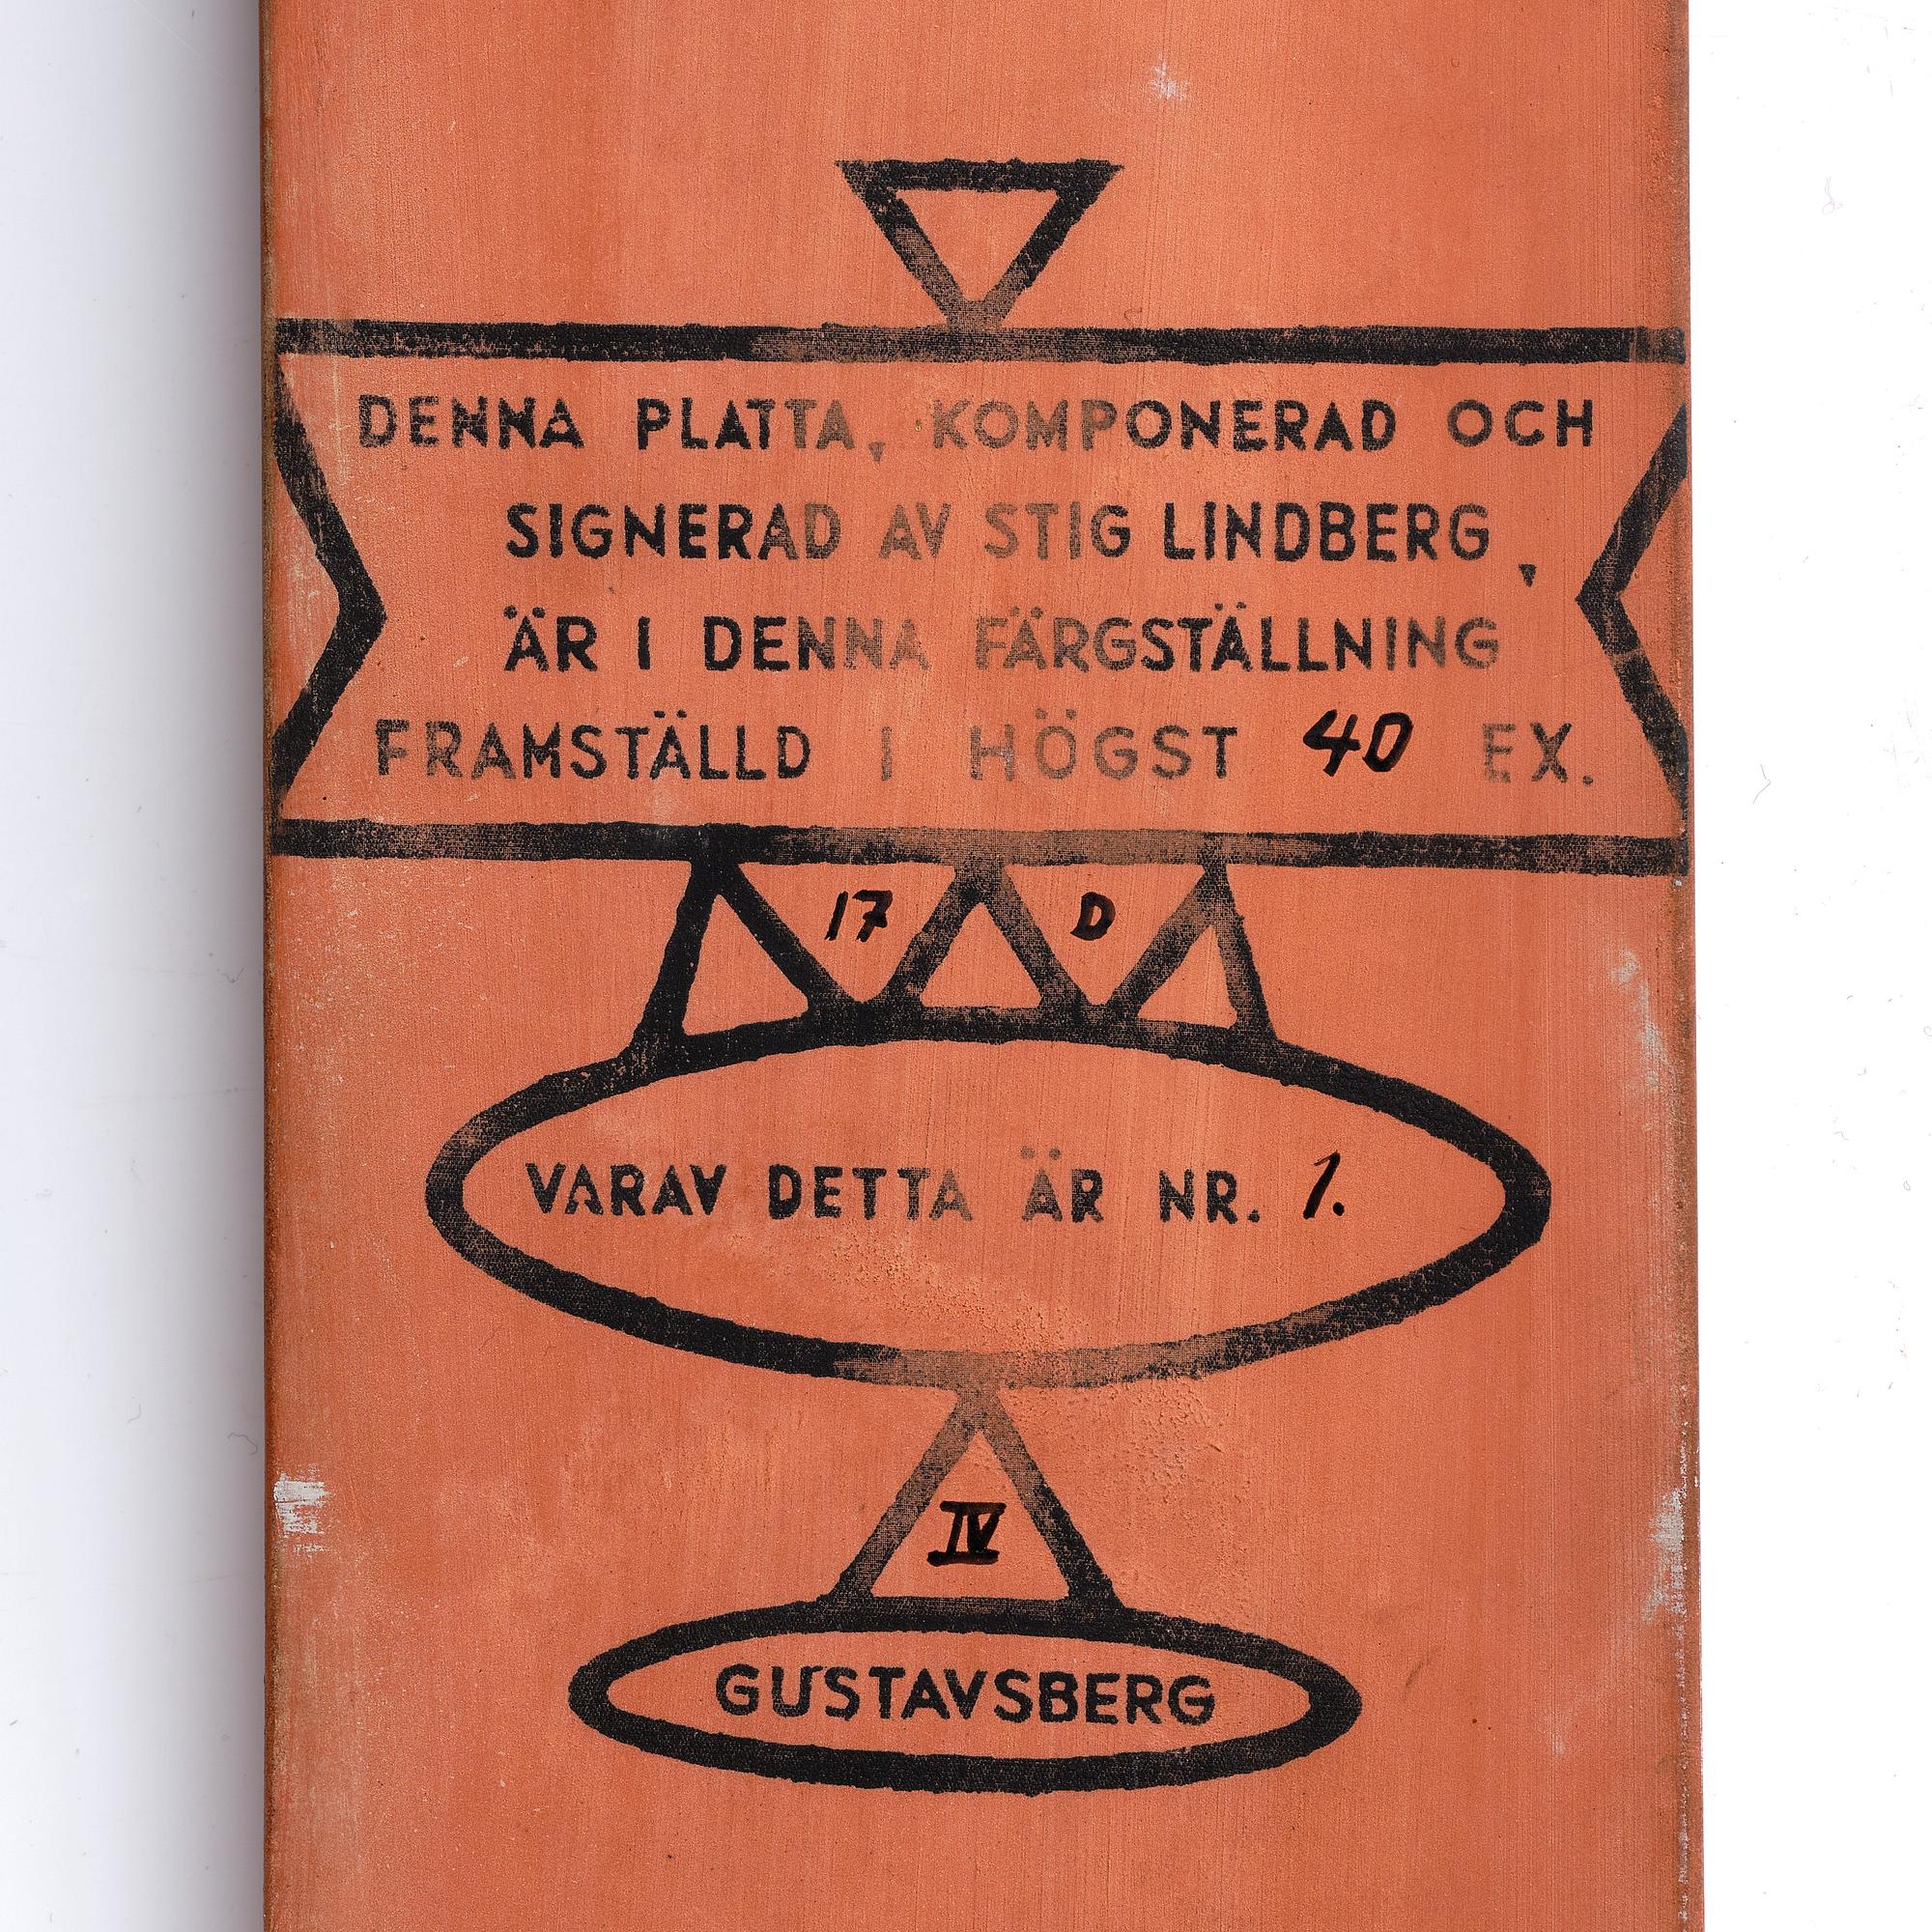 DENNA PLATTA, KOMPONERAD OCH
SIGNERAD AV STIG LINDBERG,
ÄR I DENNA FÄRGSTÄLLNING
FRAMSTÄLLD I HÖGST 40 EX.
17 D
VARAV DETTA ÄR NR. 1.
IV
GUSTAVSBERG